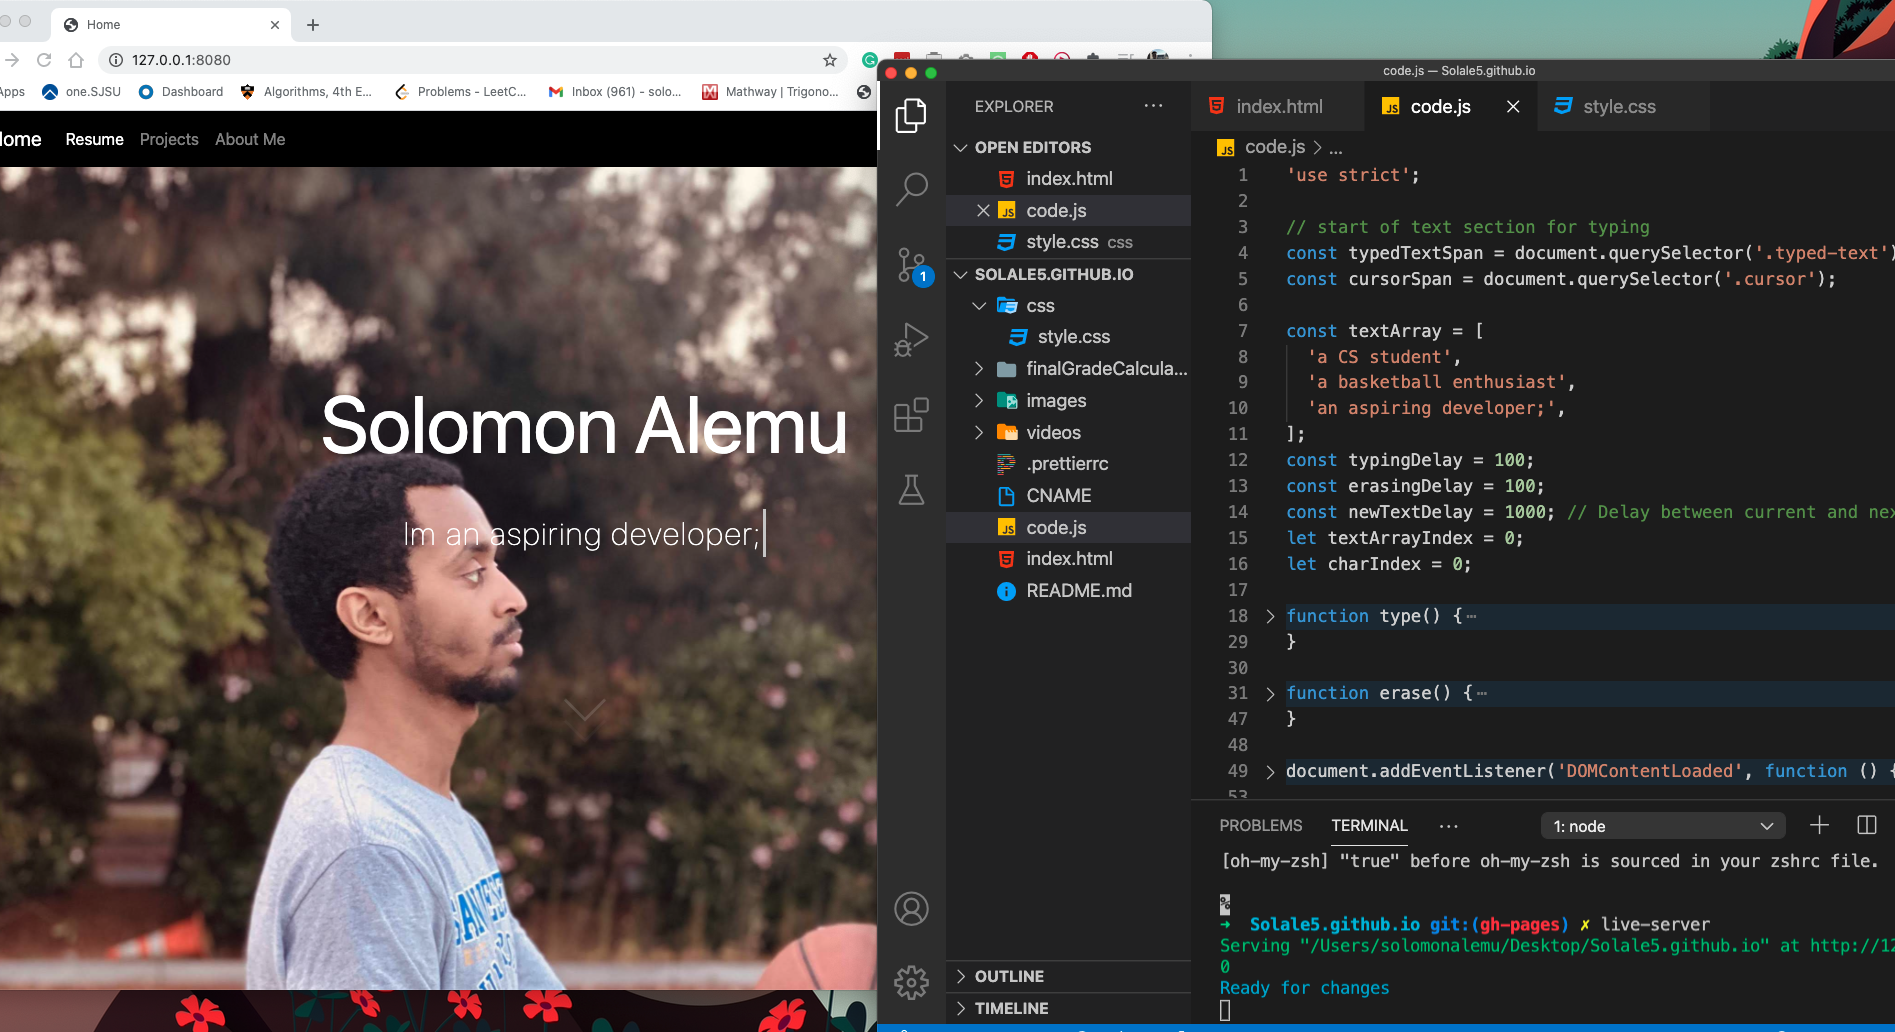 Home
127.0.0.1:8080
Apps one.SJSU Dashboard Algorithms, 4th E... Problems - LeetC... Inbox (961) - solo... Mathway | Trigono...
Home Resume Projects About Me
Solomon Alemu
Im an aspiring developer;
code.js — Solale5.github.io
EXPLORER
OPEN EDITORS
index.html
code.js
style.css css
SOLALE5.GITHUB.IO
css
style.css
finalGradeCalcula...
images
videos
.prettierrc
CNAME
code.js
index.html
README.md
OUTLINE
TIMELINE
1
index.html code.js style.css
code.js > ...
1 'use strict';
2
3 // start of text section for typing
4 const typedTextSpan = document.querySelector('.typed-text')
5 const cursorSpan = document.querySelector('.cursor');
6
7 const textArray = [
8 'a CS student',
9 'a basketball enthusiast',
10 'an aspiring developer;',
11 ];
12 const typingDelay = 100;
13 const erasingDelay = 100;
14 const newTextDelay = 1000; // Delay between current and nex
15 let textArrayIndex = 0;
16 let charIndex = 0;
17
18 function type() {⋯
29 }
30
31 function erase() {⋯
47 }
48
49 document.addEventListener('DOMContentLoaded', function () {
53
PROBLEMS TERMINAL ... 1: node
[oh-my-zsh] "true" before oh-my-zsh is sourced in your zshrc file.
%
➜ Solale5.github.io git:(gh-pages) ✗ live-server
Serving "/Users/solomonalemu/Desktop/Solale5.github.io" at http://12
0
Ready for changes
SAN